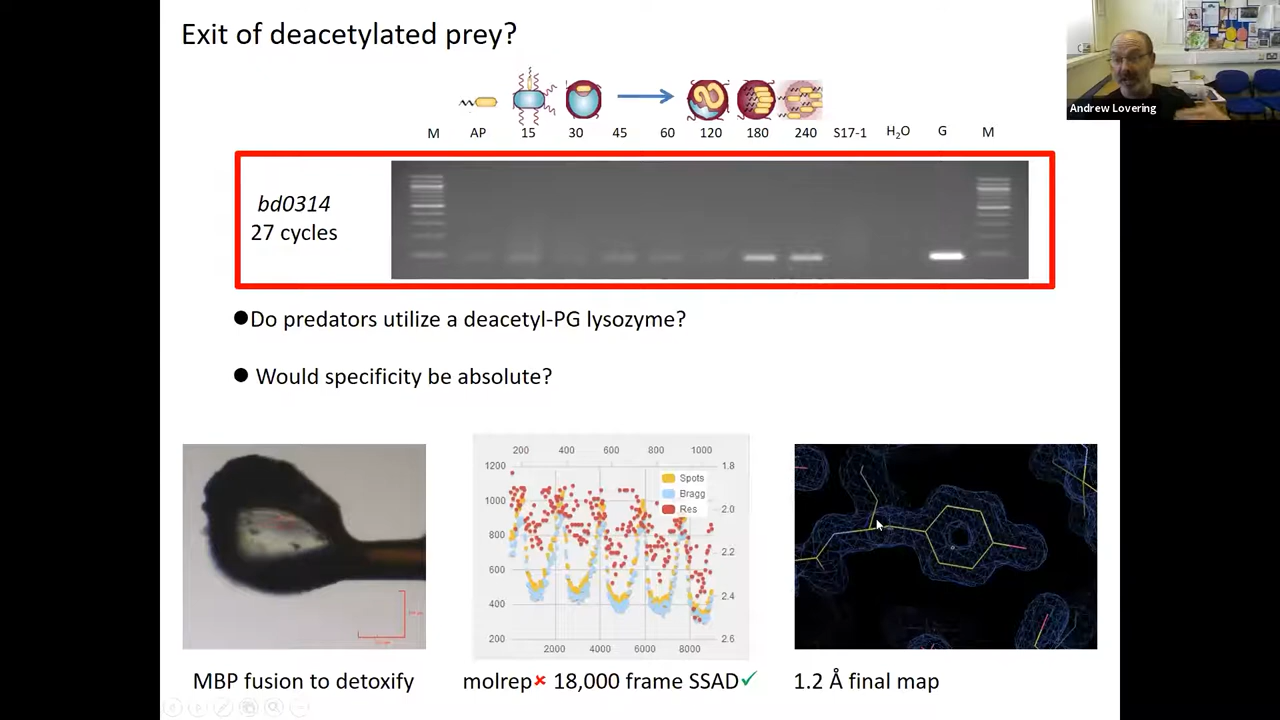 Exit of deacetylated prey?
Andrew Lovering
M AP 15 30 45 60 120 180 240 S17-1 H2O G M
bd0314
27 cycles
Do predators utilize a deacetyl-PG lysozyme?
Would specificity be absolute?
200 400 600 800 1000
1200 1.8
Spots
1000 Bragg
Res 2.0
800 2.2
600
400 2.4
200 2.6
2000 4000 6000 8000
MBP fusion to detoxify
molrep✘ 18,000 frame SSAD✓
1.2 Å final map